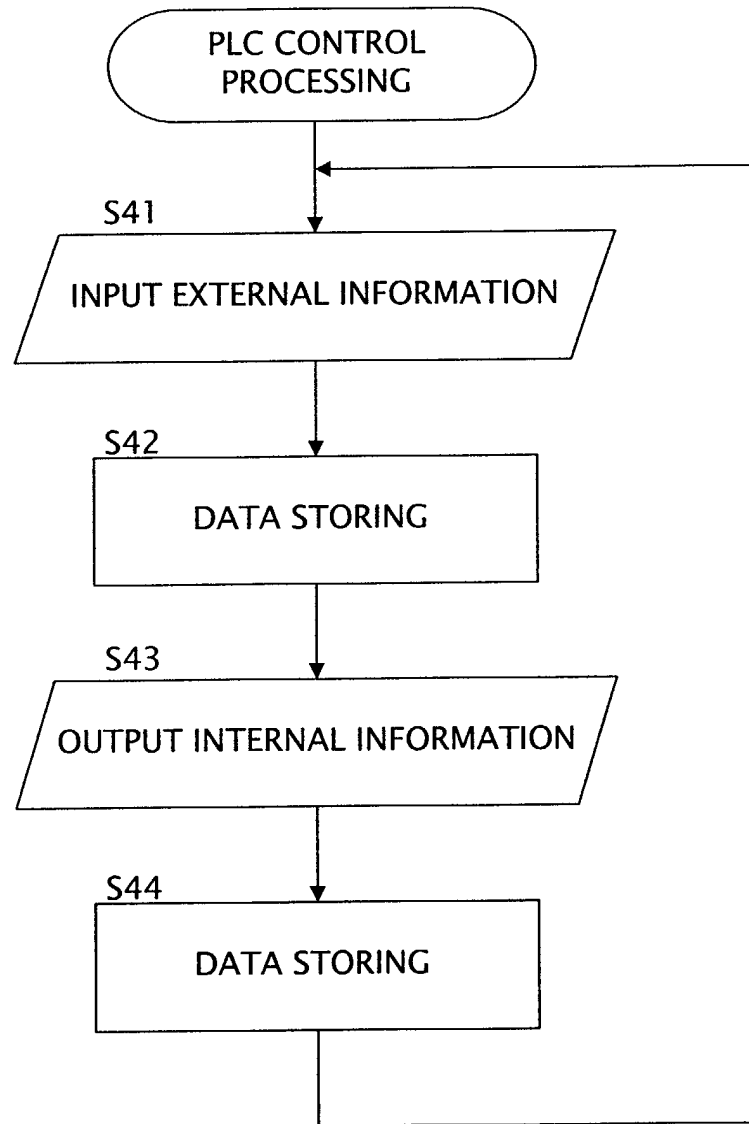 PLC CONTROL
PROCESSING
S41
INPUT EXTERNAL INFORMATION
S42
DATA STORING
S43
OUTPUT INTERNAL INFORMATION
S44
DATA STORING